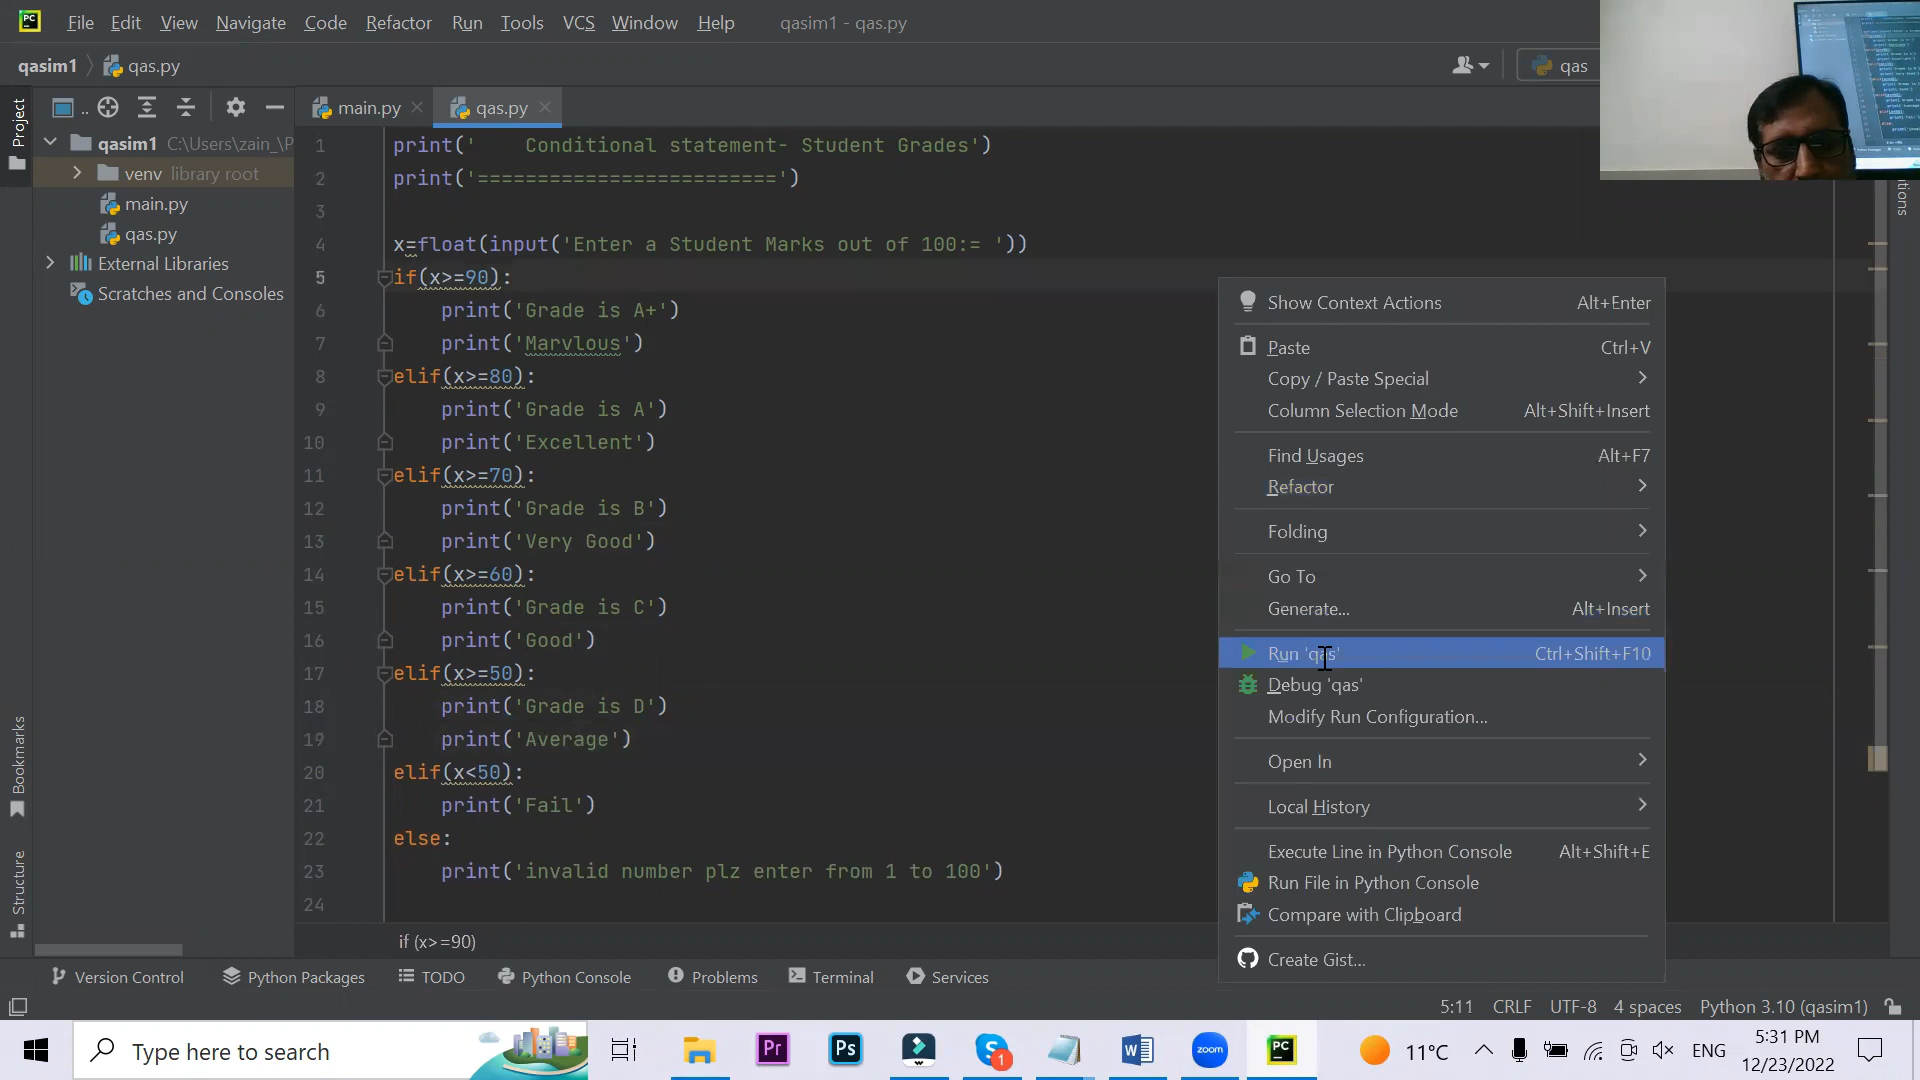 PC File Edit View Navigate Code Refactor Run Tools VCS Window Help qasim1 - qas.py
qasim1 qas.py qas
Project .. main.py qas.py
qasim1 C:\Users\zain_\P
venv library root
main.py
qas.py
External Libraries
Scratches and Consoles
1 print('    Conditional statement- Student Grades')
2 print('=========================')
3
4 x=float(input('Enter a Student Marks out of 100:= '))
5 if(x>=90):
6 print('Grade is A+')
7 print('Marvlous')
8 elif(x>=80):
9 print('Grade is A')
10 print('Excellent')
11 elif(x>=70):
12 print('Grade is B')
13 print('Very Good')
14 elif(x>=60):
15 print('Grade is C')
16 print('Good')
17 elif(x>=50):
18 print('Grade is D')
19 print('Average')
20 elif(x<50):
21 print('Fail')
22 else:
23 print('invalid number plz enter from 1 to 100')
24
if (x>=90)
Show Context Actions Alt+Enter
Paste Ctrl+V
Copy / Paste Special
Column Selection Mode Alt+Shift+Insert
Find Usages Alt+F7
Refactor
Folding
Go To
Generate... Alt+Insert
Run 'qas' Ctrl+Shift+F10
Debug 'qas'
Modify Run Configuration...
Open In
Local History
Execute Line in Python Console Alt+Shift+E
Run File in Python Console
Compare with Clipboard
Create Gist...
Bookmarks
Structure
Version Control Python Packages TODO Python Console Problems Terminal Services
5:11 CRLF UTF-8 4 spaces Python 3.10 (qasim1)
Type here to search Pr Ps S 1 W zoom PC 11°C ENG 5:31 PM
12/23/2022